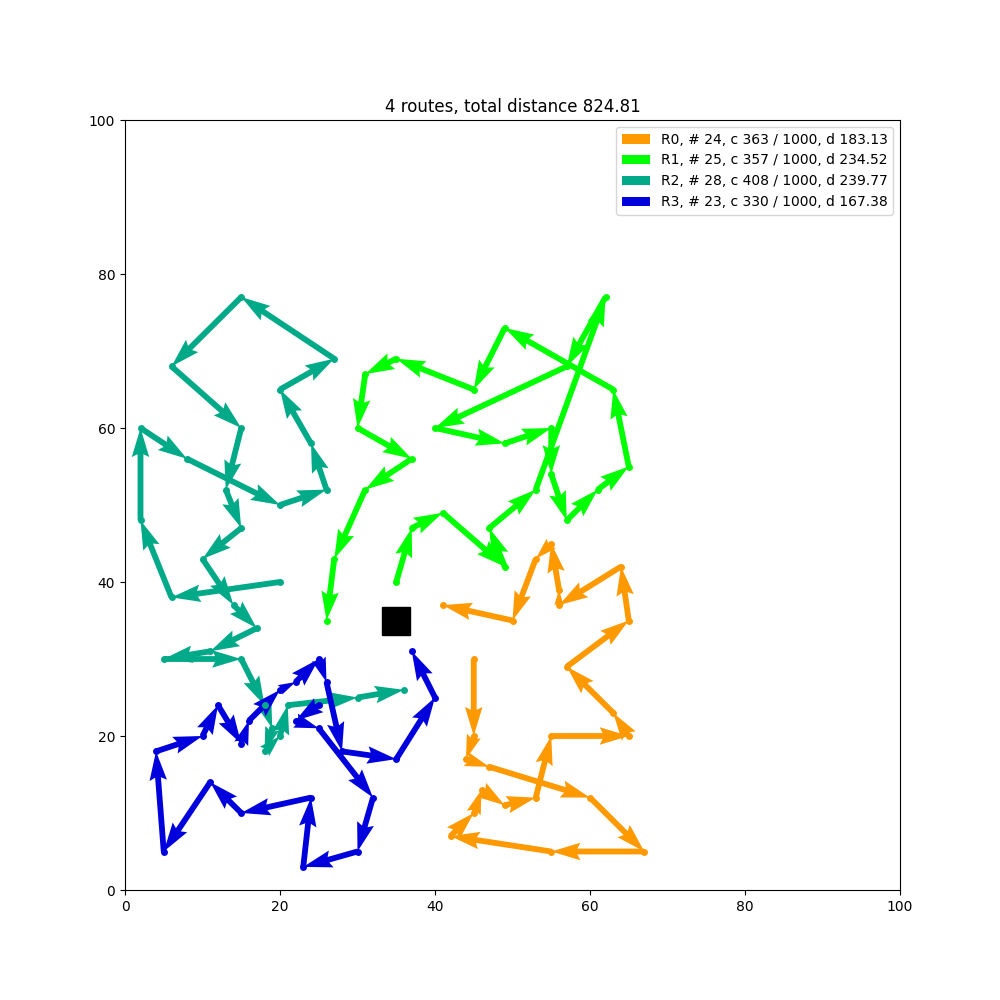 4 routes, total distance 824.81
R0, # 24, c 363 / 1000, d 183.13
R1, # 25, c 357 / 1000, d 234.52
R2, # 28, c 408 / 1000, d 239.77
R3, # 23, c 330 / 1000, d 167.38
100
80
60
40
20
0
0 20 40 60 80 100